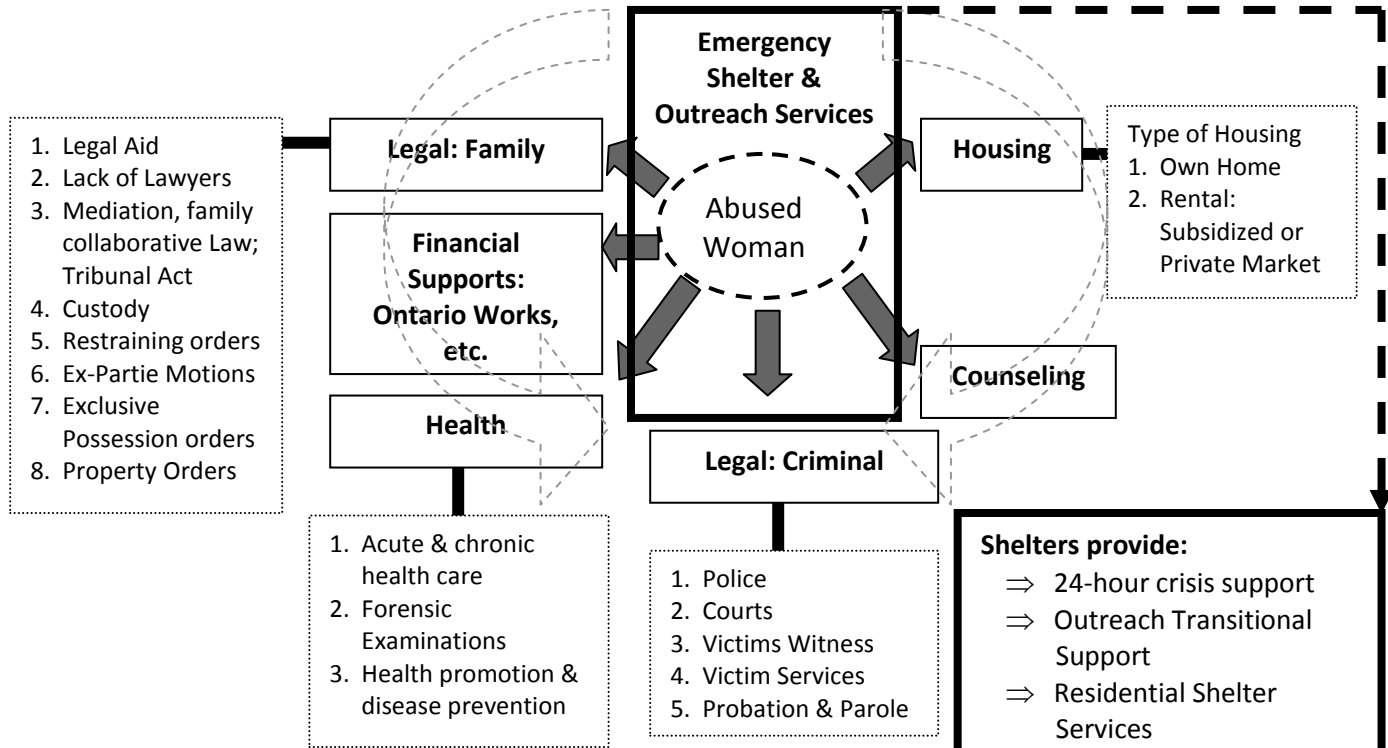 Emergency
Shelter &
Outreach Services
Abused
Woman
Legal: Family
1. Legal Aid
2. Lack of Lawyers
3. Mediation, family
collaborative Law;
Tribunal Act
4. Custody
5. Restraining orders
6. Ex-Partie Motions
7. Exclusive
Possession orders
8. Property Orders
Financial
Supports:
Ontario Works,
etc.
Health
1. Acute & chronic
health care
2. Forensic
Examinations
3. Health promotion &
disease prevention
Legal: Criminal
1. Police
2. Courts
3. Victims Witness
4. Victim Services
5. Probation & Parole
Housing
Type of Housing
1. Own Home
2. Rental:
Subsidized or
Private Market
Counseling
Shelters provide:
⇒ 24-hour crisis support
⇒ Outreach Transitional
Support
⇒ Residential Shelter
Services